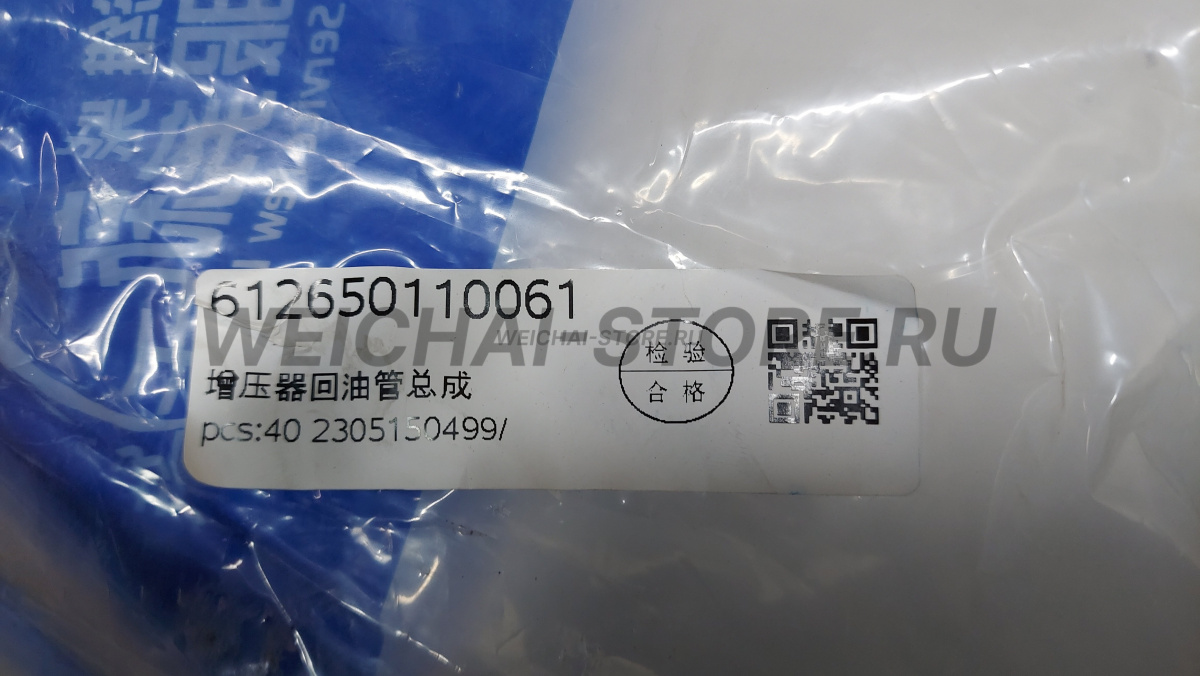 612650110061
WEICHAI-STORE.RU
WEICHAI-STORE.RU
检验
合格
增压器回油管总成
pcs:40 2305150499/